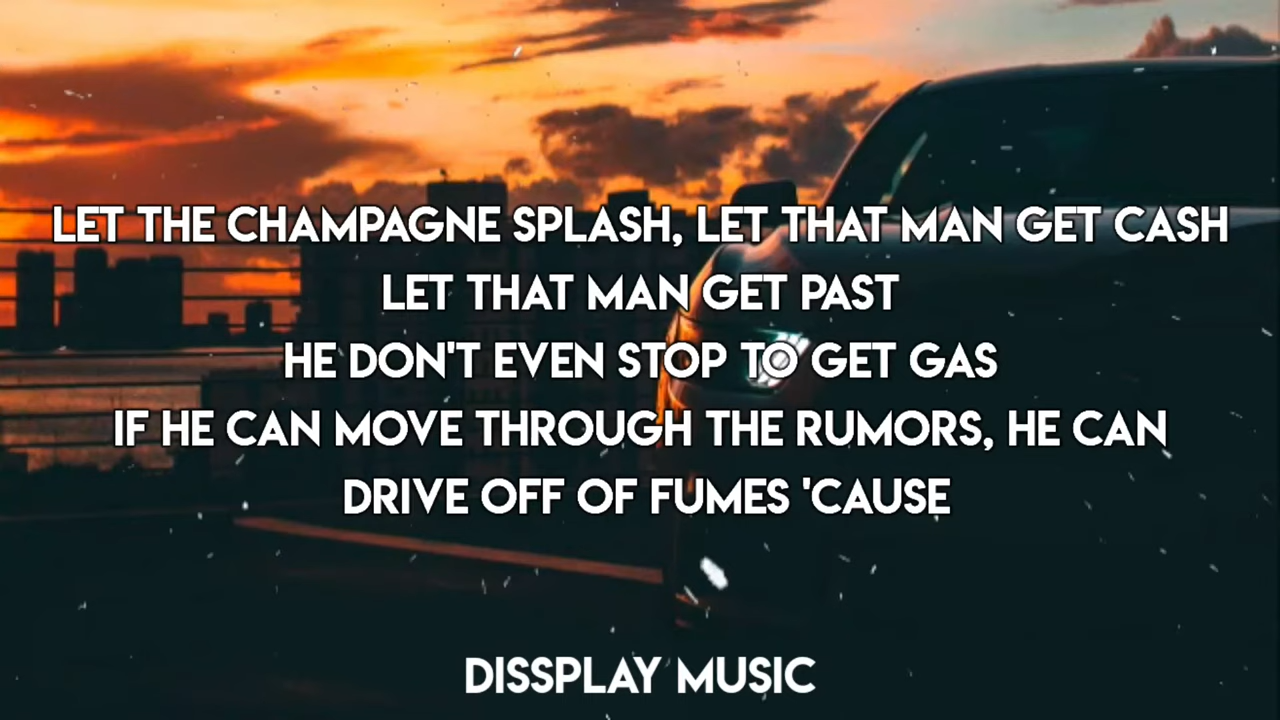 LET THE CHAMPAGNE SPLASH, LET THAT MAN GET CASH
LET THAT MAN GET PAST
HE DON'T EVEN STOP TO GET GAS
IF HE CAN MOVE THROUGH THE RUMORS, HE CAN
DRIVE OFF OF FUMES 'CAUSE
DISSPLAY MUSIC